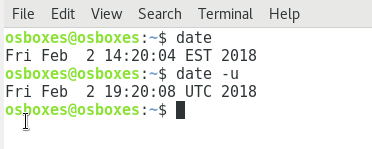 File Edit View Search Terminal Help
osboxes@osboxes:~$ date
Fri Feb  2 14:20:04 EST 2018
osboxes@osboxes:~$ date -u
Fri Feb  2 19:20:08 UTC 2018
osboxes@osboxes:~$